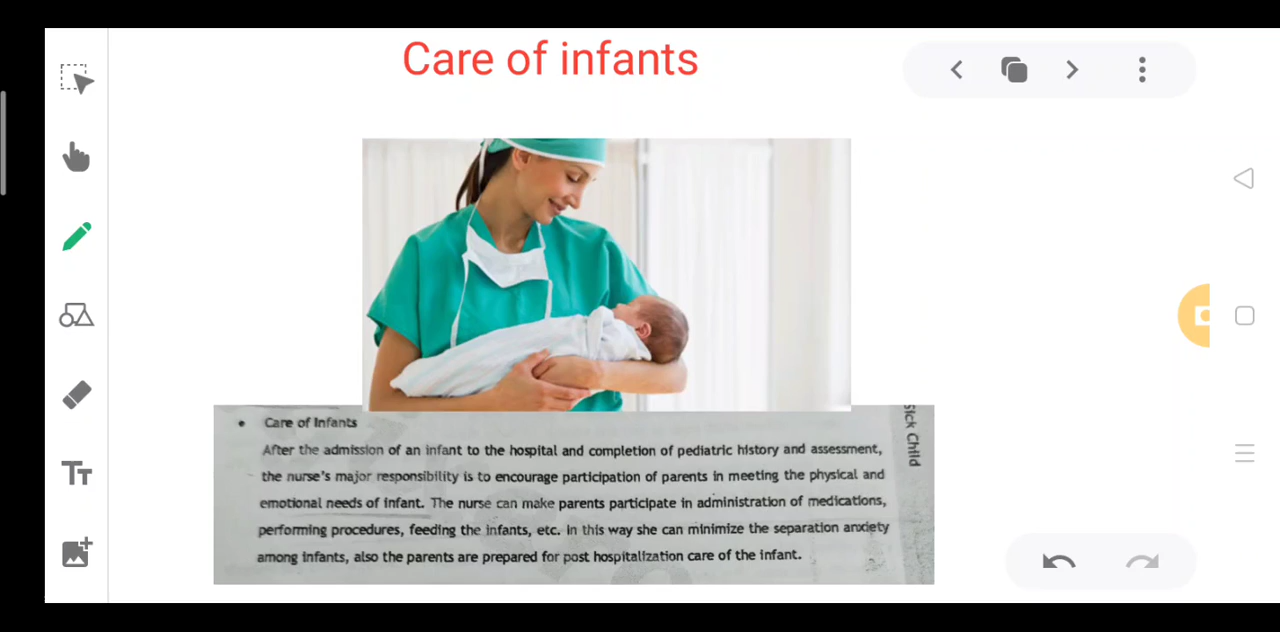 Care of infants
• Care of Infants
After the admission of an infant to the hospital and completion of pediatric history and assessment,
the nurse's major responsibility is to encourage participation of parents in meeting the physical and
emotional needs of infant. The nurse can make parents participate in administration of medications,
performing procedures, feeding the infants, etc. In this way she can minimize the separation anxiety
among infants, also the parents are prepared for post hospitalization care of the infant.
Sick Child
TT